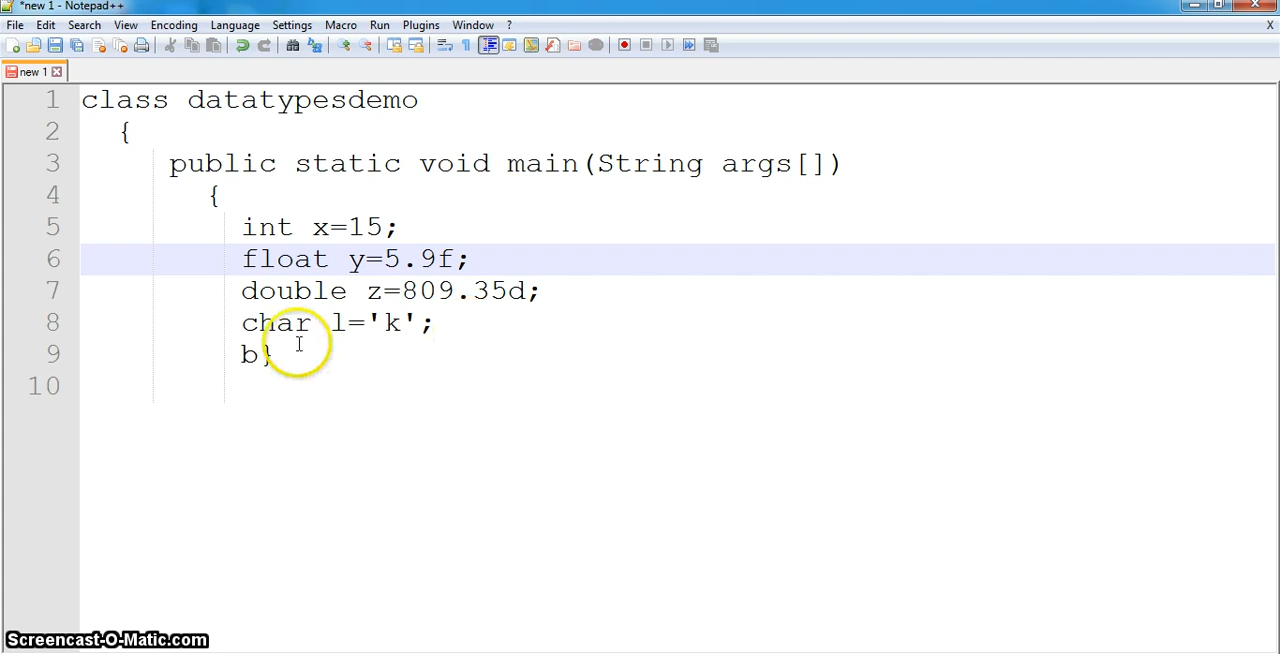 *new 1 - Notepad++
File Edit Search View Encoding Language Settings Macro Run Plugins Window ? X
new 1
1 class datatypesdemo
2 {
3 public static void main(String args[])
4 {
5 int x=15;
6 float y=5.9f;
7 double z=809.35d;
8 char l='k';
9 b}
10
Screencast-O-Matic.com